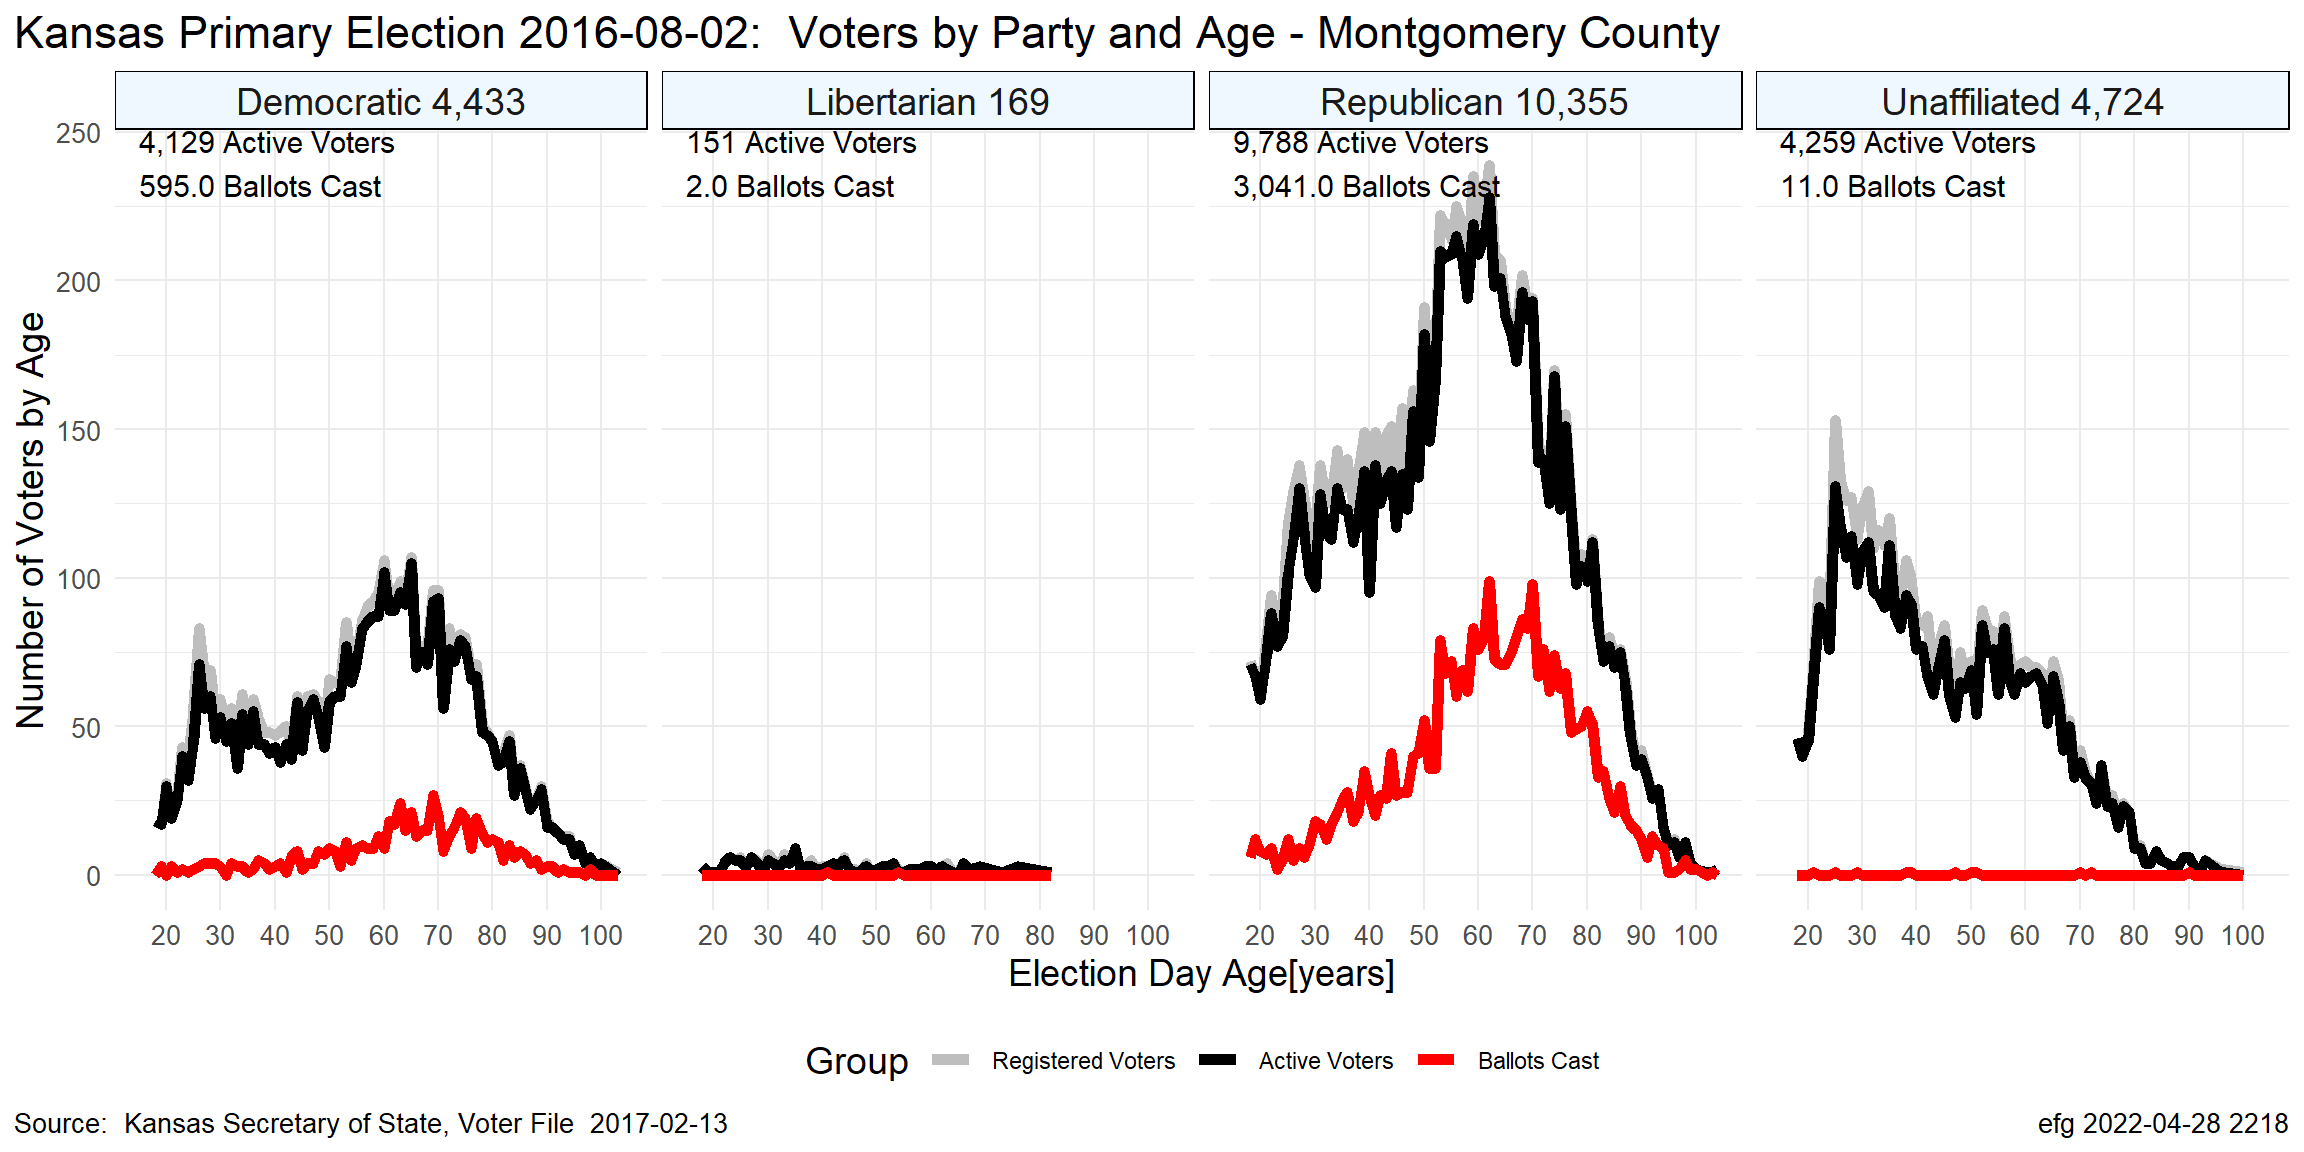 Kansas Primary Election 2016-08-02:  Voters by Party and Age - Montgomery County
Democratic 4,433
Libertarian 169
Republican 10,355
Unaffiliated 4,724
4,129 Active Voters
595.0 Ballots Cast
151 Active Voters
2.0 Ballots Cast
9,788 Active Voters
3,041.0 Ballots Cast
4,259 Active Voters
11.0 Ballots Cast
Number of Voters by Age
250
200
150
100
50
0
20 30 40 50 60 70 80 90 100
20 30 40 50 60 70 80 90 100
20 30 40 50 60 70 80 90 100
20 30 40 50 60 70 80 90 100
Election Day Age[years]
Group Registered Voters Active Voters Ballots Cast
Source:  Kansas Secretary of State, Voter File  2017-02-13
efg 2022-04-28 2218